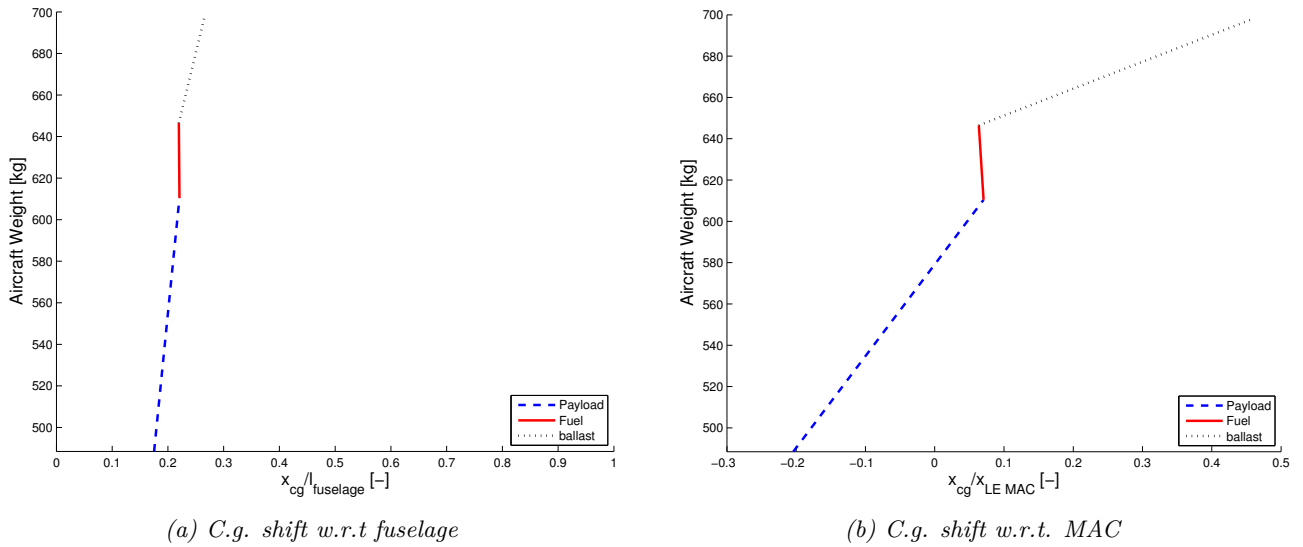 700
680
660
640
620
600
580
560
540
520
500
Aircraft Weight [kg]
0 0.1 0.2 0.3 0.4 0.5 0.6 0.7 0.8 0.9 1
x_cg/l_fuselage [−]
Payload
Fuel
ballast
(a) C.g. shift w.r.t fuselage
700
680
660
640
620
600
580
560
540
520
500
Aircraft Weight [kg]
−0.3 −0.2 −0.1 0 0.1 0.2 0.3 0.4 0.5
x_cg/x_LE MAC [−]
Payload
Fuel
ballast
(b) C.g. shift w.r.t. MAC